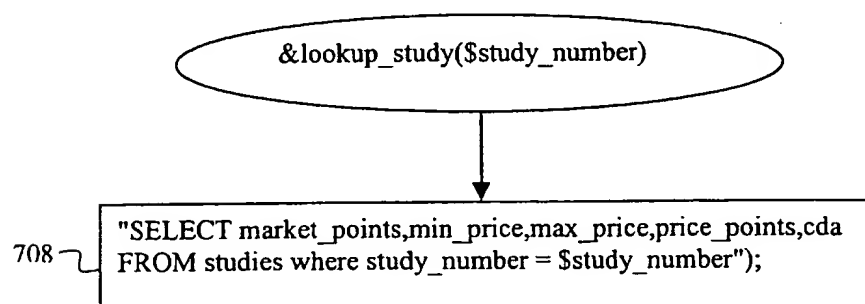 &lookup_study($study_number)
"SELECT market_points,min_price,max_price,price_points,cda
708
FROM studies where study_number = $study_number");